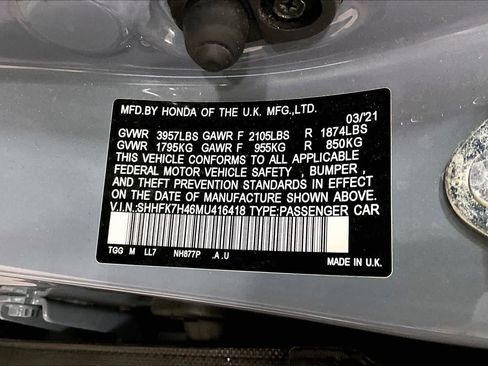 MFD.BY HONDA OF THE U.K. MFG.,LTD.
03/'21
GVWR 3957LBS GAWR F 2105LBS R 1874LBS
GVWR 1795KG GAWR F 955KG R 850KG
THIS VEHICLE CONFORMS TO ALL APPLICABLE
FEDERAL MOTOR VEHICLE SAFETY , BUMPER ,
AND THEFT PREVENTION STANDARDS IN EFFECT
ON THE DATE OF MANUFACTURE SHOWN ABOVE.
V.I.N:SHHFK7H46MU416418 TYPE:PASSENGER CAR
TGG M LL7 NH877P .A .U
MADE IN U.K.